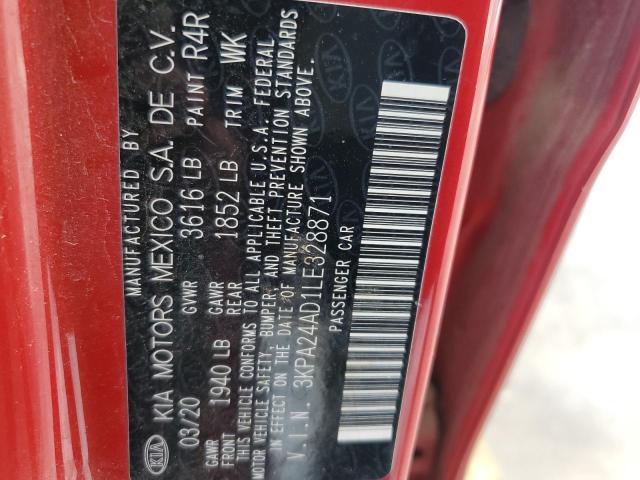 MANUFACTURED BY
KIA KIA MOTORS MEXICO S.A. DE C.V.
03/20 GVWR 3616 LB PAINT R4R
GAWR FRONT 1940 LB GAWR REAR 1852 LB TRIM WK
THIS VEHICLE CONFORMS TO ALL APPLICABLE U.S.A. FEDERAL
MOTOR VEHICLE SAFETY, BUMPER, AND THEFT PREVENTION STANDARDS
IN EFFECT ON THE DATE OF MANUFACTURE SHOWN ABOVE.
V.I.N. 3KPA24AD1LE328871
PASSENGER CAR